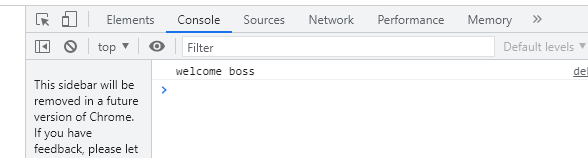 Elements Console Sources Network Performance Memory »
top ▼ Filter Default levels ▾
This sidebar will be
removed in a future
version of Chrome.
If you have
feedback, please let
welcome boss
>